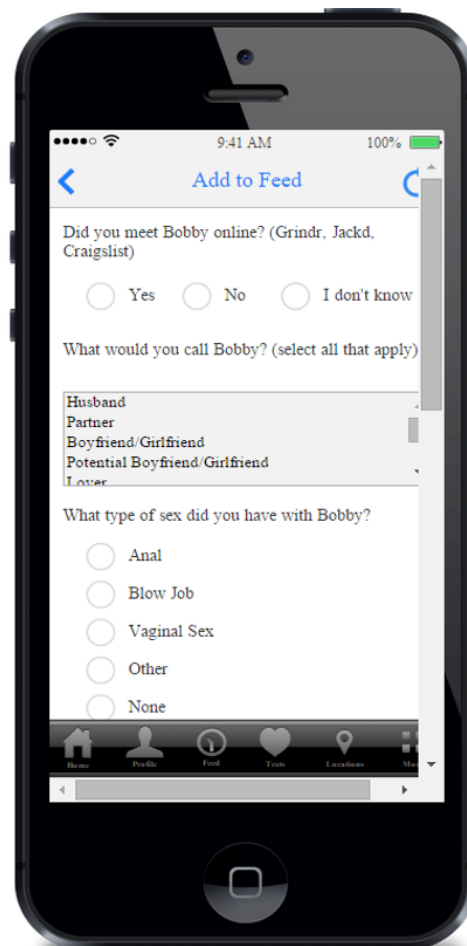 9:41 AM 100%
Add to Feed
Did you meet Bobby online? (Grindr, Jackd,
Craigslist)
Yes No I don't know
What would you call Bobby? (select all that apply)
Husband
Partner
Boyfriend/Girlfriend
Potential Boyfriend/Girlfriend
Lover
What type of sex did you have with Bobby?
Anal
Blow Job
Vaginal Sex
Other
None
Home Profile Feed Tests Locations